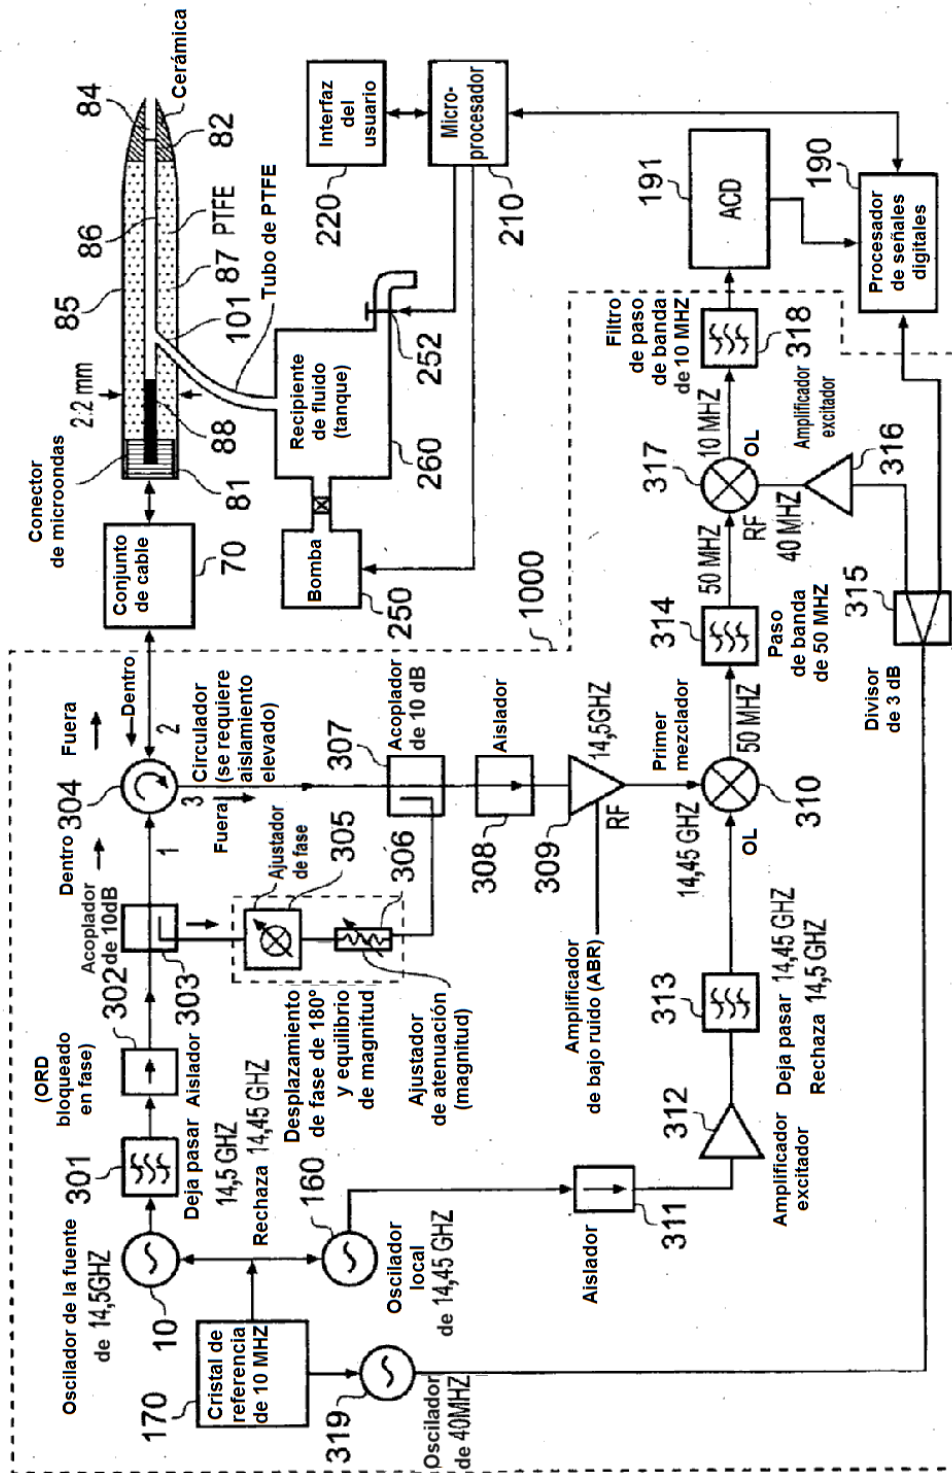 Oscilador de la fuente
de 14,5GHZ
10
301
Deja pasar
14,5 GHZ
Rechaza 14,45 GHZ
(ORD
bloqueado
en fase)
Aislador
302
Acoplador
de 10dB
303
Dentro
304
Fuera
Dentro
1
2
3
Circulador
(se requiere
aislamiento
elevado)
Fuera
Conjunto
de cable
70
Conector
de microondas
81
2.2 mm
88
85
86
101
87
PTFE
Tubo de PTFE
84
82
Cerámica
Cristal de
referencia
de 10 MHZ
170
160
Oscilador
local
de 14,45 GHZ
319
Oscilador
de 40MHZ
Ajustador
de fase
305
306
Desplazamiento
de fase de 180º
y equilibrio
de magnitud
Ajustador
de atenuación
(magnitud)
Acoplador
de 10 dB
307
Aislador
308
309
14,5GHZ
RF
Amplificador
de bajo ruido (ABR)
Aislador
311
312
Amplificador
excitador
313
Deja pasar 14,45 GHZ
Rechaza 14,5 GHZ
14,45 GHZ
OL
Primer
mezclador
310
50 MHZ
314
Paso
de banda
de 50 MHZ
50 MHZ
317
RF
OL
10 MHZ
40 MHZ
Amplificador
excitador
316
315
Divisor
de 3 dB
Filtro
de paso
de banda
de 10 MHZ
318
1000
Bomba
250
Recipiente
de fluido
(tanque)
260
252
Interfaz
del
usuario
220
Micro-
procesador
210
ACD
191
Procesador
de señales
digitales
190